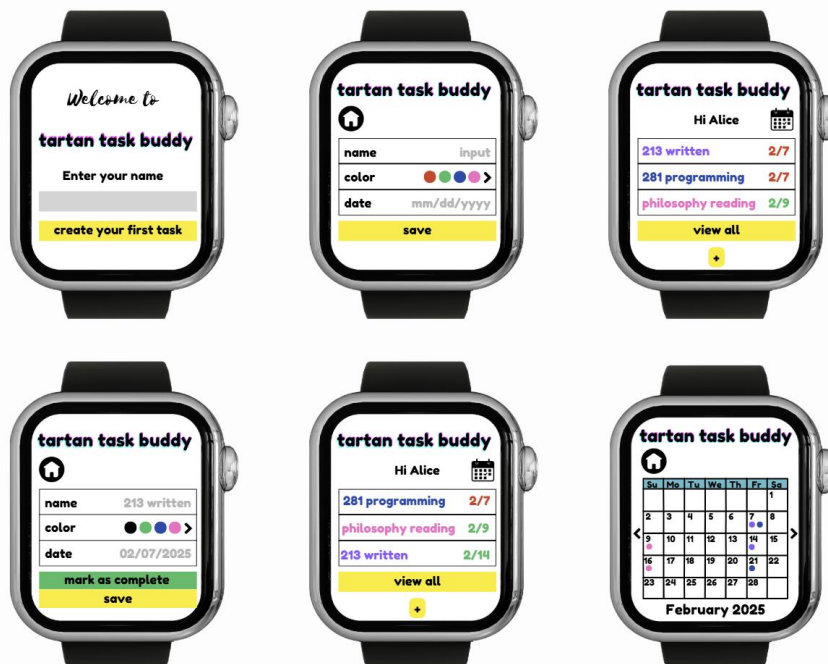 Welcome to
tartan task buddy
Enter your name
create your first task
tartan task buddy
name input
color
date mm/dd/yyyy
save
tartan task buddy
Hi Alice
213 written 2/7
281 programming 2/7
philosophy reading 2/9
view all
+
tartan task buddy
name 213 written
color
date 02/07/2025
mark as complete
save
tartan task buddy
Hi Alice
281 programming 2/7
philosophy reading 2/9
213 written 2/14
view all
+
tartan task buddy
Su Mo Tu We Th Fr Sa
1
2 3 4 5 6 7 8
9 10 11 12 13 14 15
16 17 18 19 20 21 22
23 24 25 26 27 28
February 2025